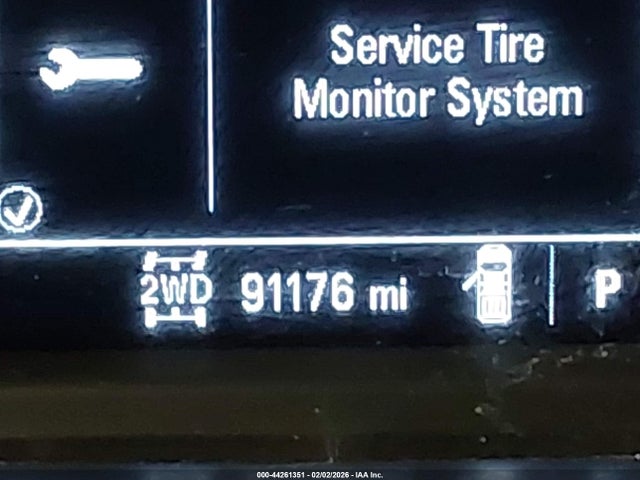 Service Tire
Monitor System
2WD 91176 mi P
000-44261351 - 02/02/2026 - IAA Inc.